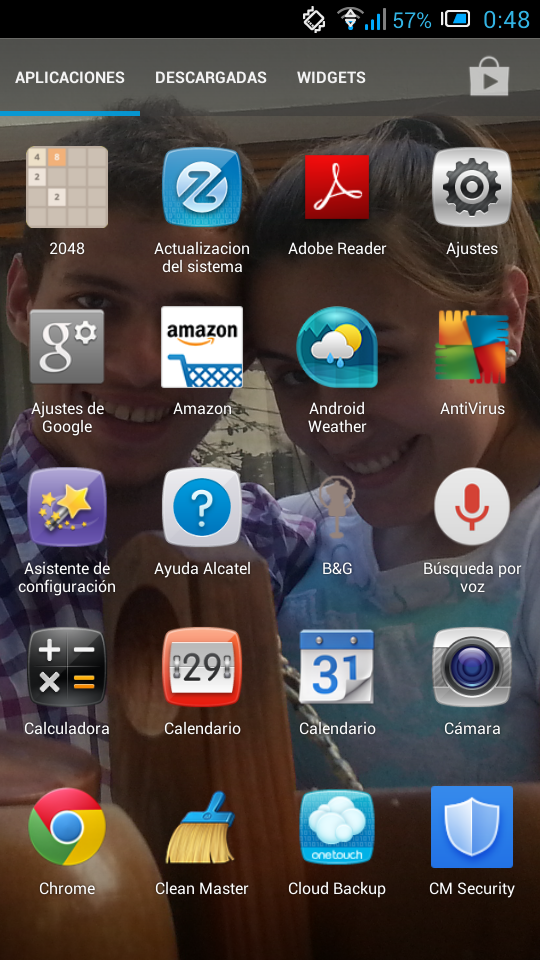 57% 0:48
APLICACIONES DESCARGADAS WIDGETS
4 8
2
2
2048 Actualizacion del sistema Adobe Reader Ajustes
g amazon
Ajustes de Google Amazon Android Weather AntiVirus
?
Asistente de configuración Ayuda Alcatel B&G Búsqueda por voz
29 31
Calculadora Calendario Calendario Cámara
onetouch
Chrome Clean Master Cloud Backup CM Security